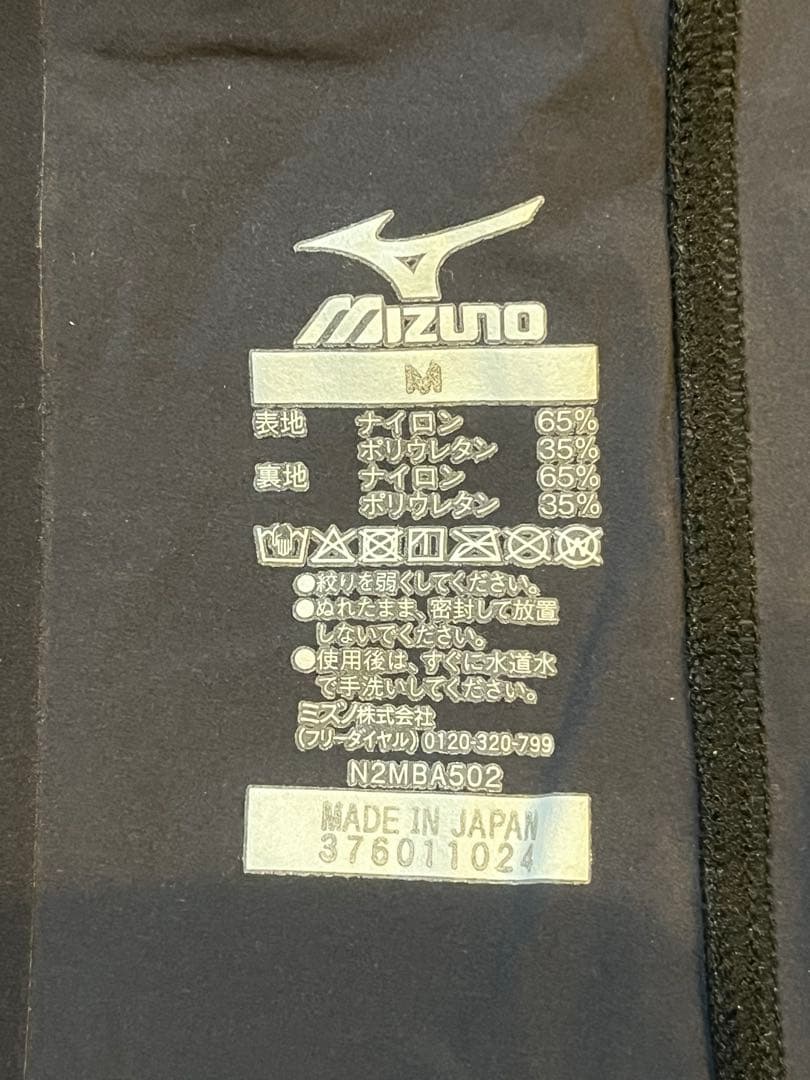 MIZUNO
M
表地 ナイロン 65%
ポリウレタン 35%
裏地 ナイロン 65%
ポリウレタン 35%
●絞りを弱くしてください。
●ぬれたまま、密封して放置
しないでください。
●使用後は、すぐに水道水
で手洗いしてください。
ミズノ株式会社
(フリーダイヤル) 0120-320-799
N2MBA502
MADE IN JAPAN
376011024